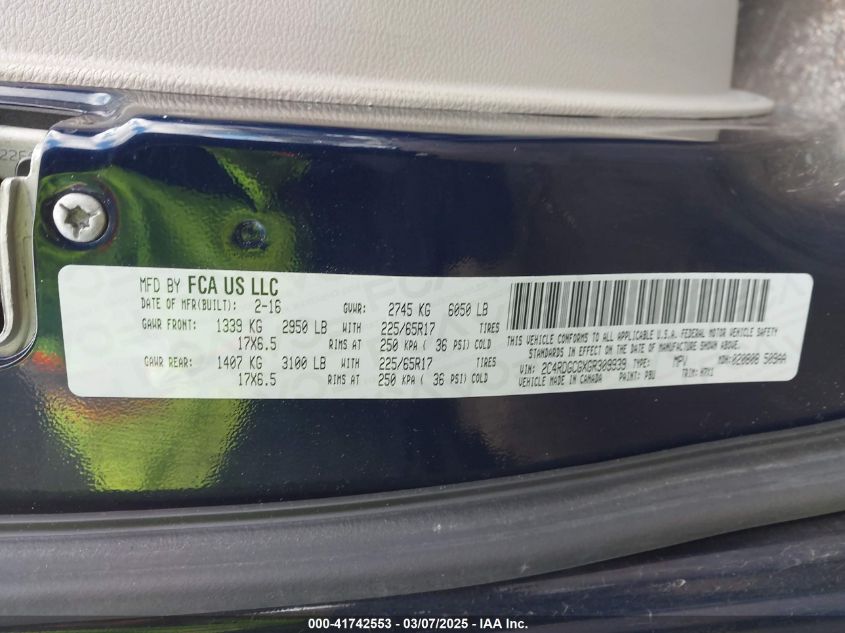 MFD BY FCA US LLC
DATE OF MFR(BUILT): 2-16 GVWR: 2745 KG 6050 LB
GAWR FRONT: 1339 KG 2950 LB WITH 225/65R17 TIRES
17X6.5 RIMS AT 250 KPA ( 36 PSI) COLD
GAWR REAR: 1407 KG 3100 LB WITH 225/65R17 TIRES
17X6.5 RIMS AT 250 KPA ( 36 PSI) COLD
THIS VEHICLE CONFORMS TO ALL APPLICABLE U.S.A. FEDERAL MOTOR VEHICLE SAFETY
STANDARDS IN EFFECT ON THE DATE OF MANUFACTURE SHOWN ABOVE.
VIN: 2C4RDGCGXGR309939 TYPE: MPV MDH: 020808 509AA
VEHICLE MADE IN CANADA PAINT: PBU TRIM:
000-41742553 — 03/07/2025 — IAA Inc.